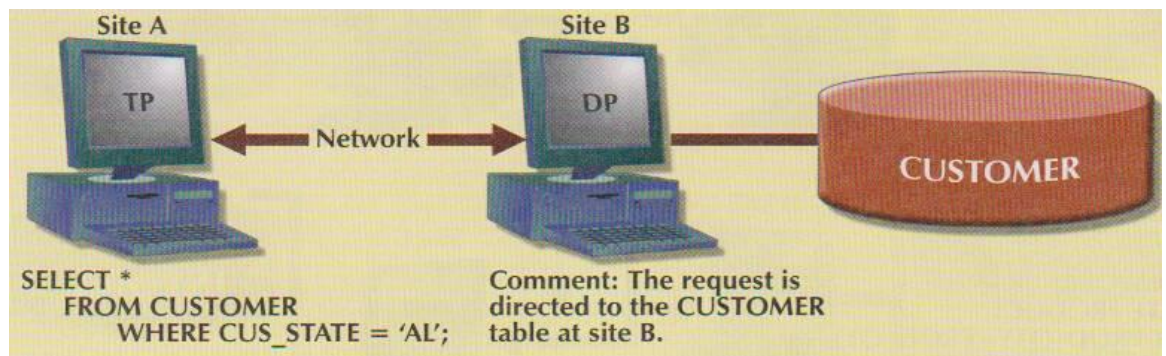 Site A
Site B
TP
Network
DP
CUSTOMER
SELECT *
FROM CUSTOMER
WHERE CUS_STATE = 'AL';
Comment: The request is
directed to the CUSTOMER
table at site B.